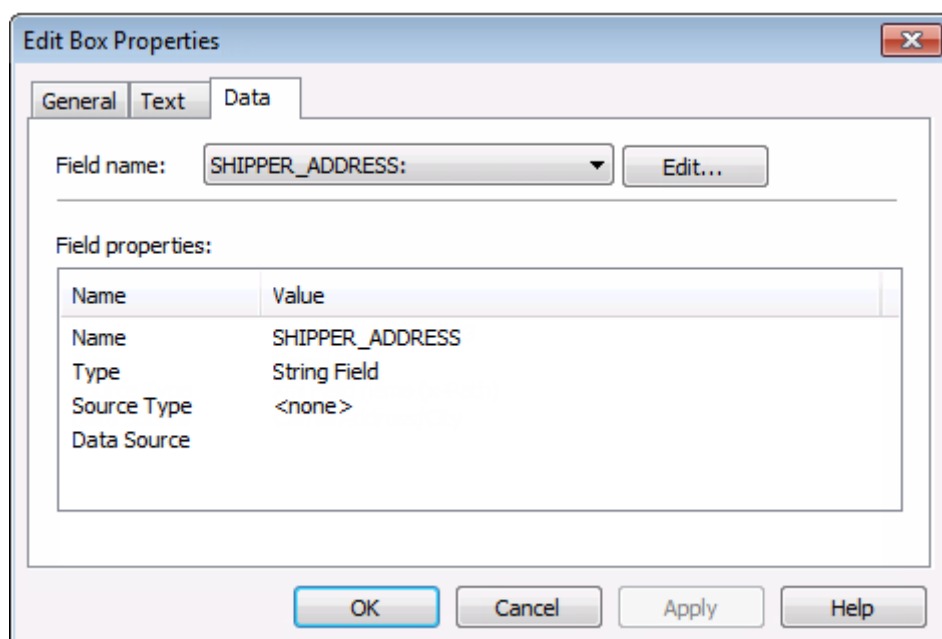 Edit Box Properties
General Text Data
Field name: SHIPPER_ADDRESS: Edit...
Field properties:
Name Value
Name SHIPPER_ADDRESS
Type String Field
Source Type <none>
Data Source
OK Cancel Apply Help